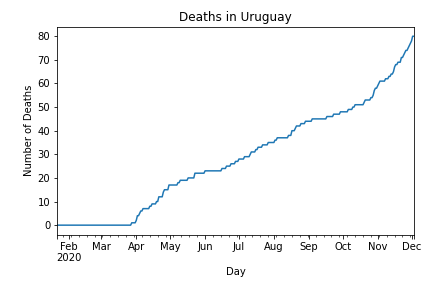 Deaths in Uruguay
Number of Deaths
80
70
60
50
40
30
20
10
0
Feb Mar Apr May Jun Jul Aug Sep Oct Nov Dec
2020
Day